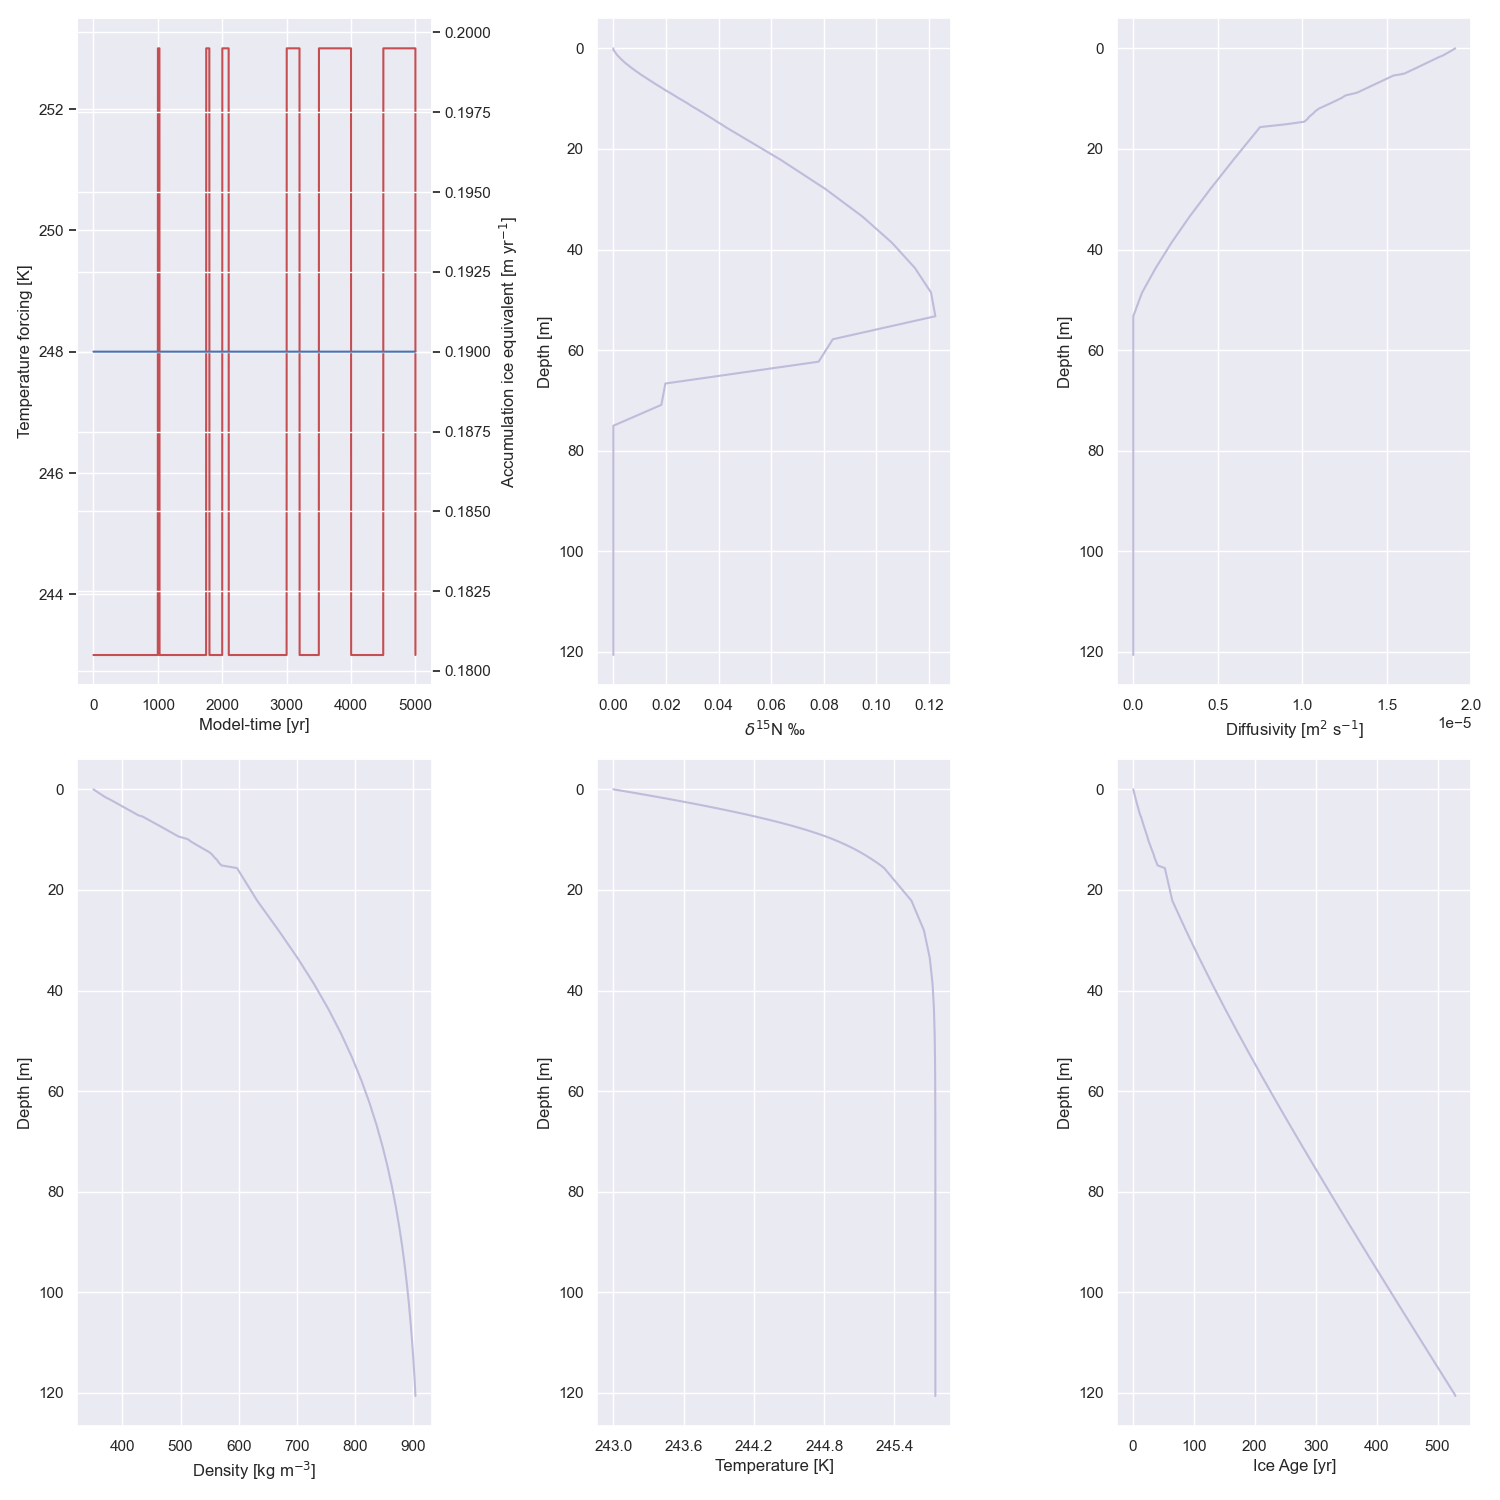 Temperature forcing [K]
252
250
248
246
244
0 1000 2000 3000 4000 5000
Model-time [yr]
0.2000
0.1975
0.1950
0.1925
0.1900
0.1875
0.1850
0.1825
0.1800
Accumulation ice equivalent [m yr⁻¹]
Depth [m]
0
20
40
60
80
100
120
0.00 0.02 0.04 0.06 0.08 0.10 0.12
δ¹⁵N ‰
Depth [m]
0
20
40
60
80
100
120
0.0 0.5 1.0 1.5 2.0
1e−5
Diffusivity [m² s⁻¹]
Depth [m]
0
20
40
60
80
100
120
400 500 600 700 800 900
Density [kg m⁻³]
Depth [m]
0
20
40
60
80
100
120
243.0 243.6 244.2 244.8 245.4
Temperature [K]
Depth [m]
0
20
40
60
80
100
120
0 100 200 300 400 500
Ice Age [yr]